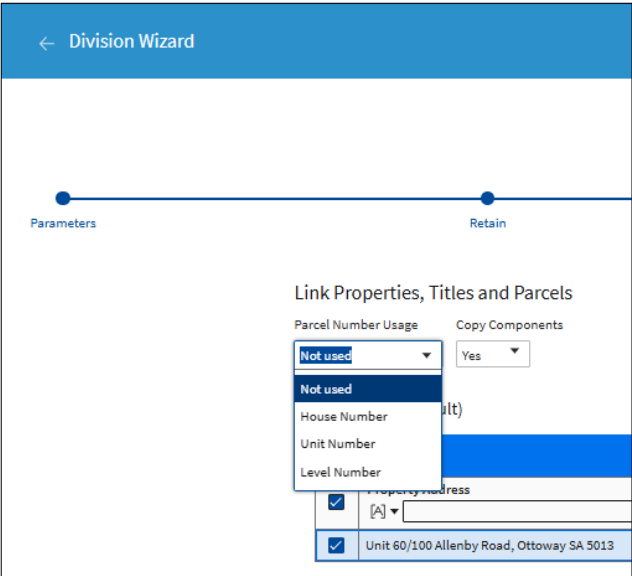 ← Division Wizard
Parameters
Retain
Link Properties, Titles and Parcels
Parcel Number Usage
Copy Components
Not used
Yes
Not used
House Number
Unit Number
Level Number
Property Address
[A]
Unit 60/100 Allenby Road, Ottoway SA 5013